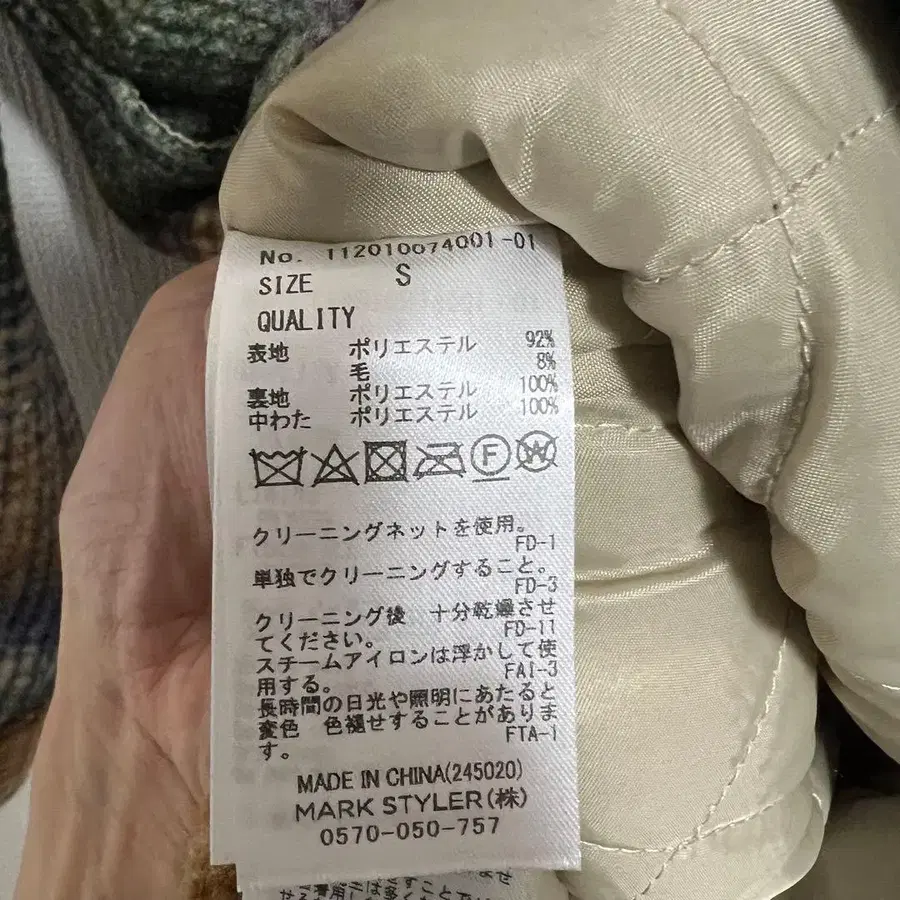 No. 112010074001-01
SIZE S
QUALITY
表地 ポリエステル 92%
毛 8%
裏地 ポリエステル 100%
中わた ポリエステル 100%
F W
クリーニングネットを使用。
FD-1
単独でクリーニングすること。
FD-3
クリーニング後 十分乾燥させ
てください。 FD-11
スチームアイロンは浮かして使
用する。 FAI-3
長時間の日光や照明にあたると
変色 色褪せすることがありま
す。 FTA-1
MADE IN CHINA(245020)
MARK STYLER(株)
0570-050-757